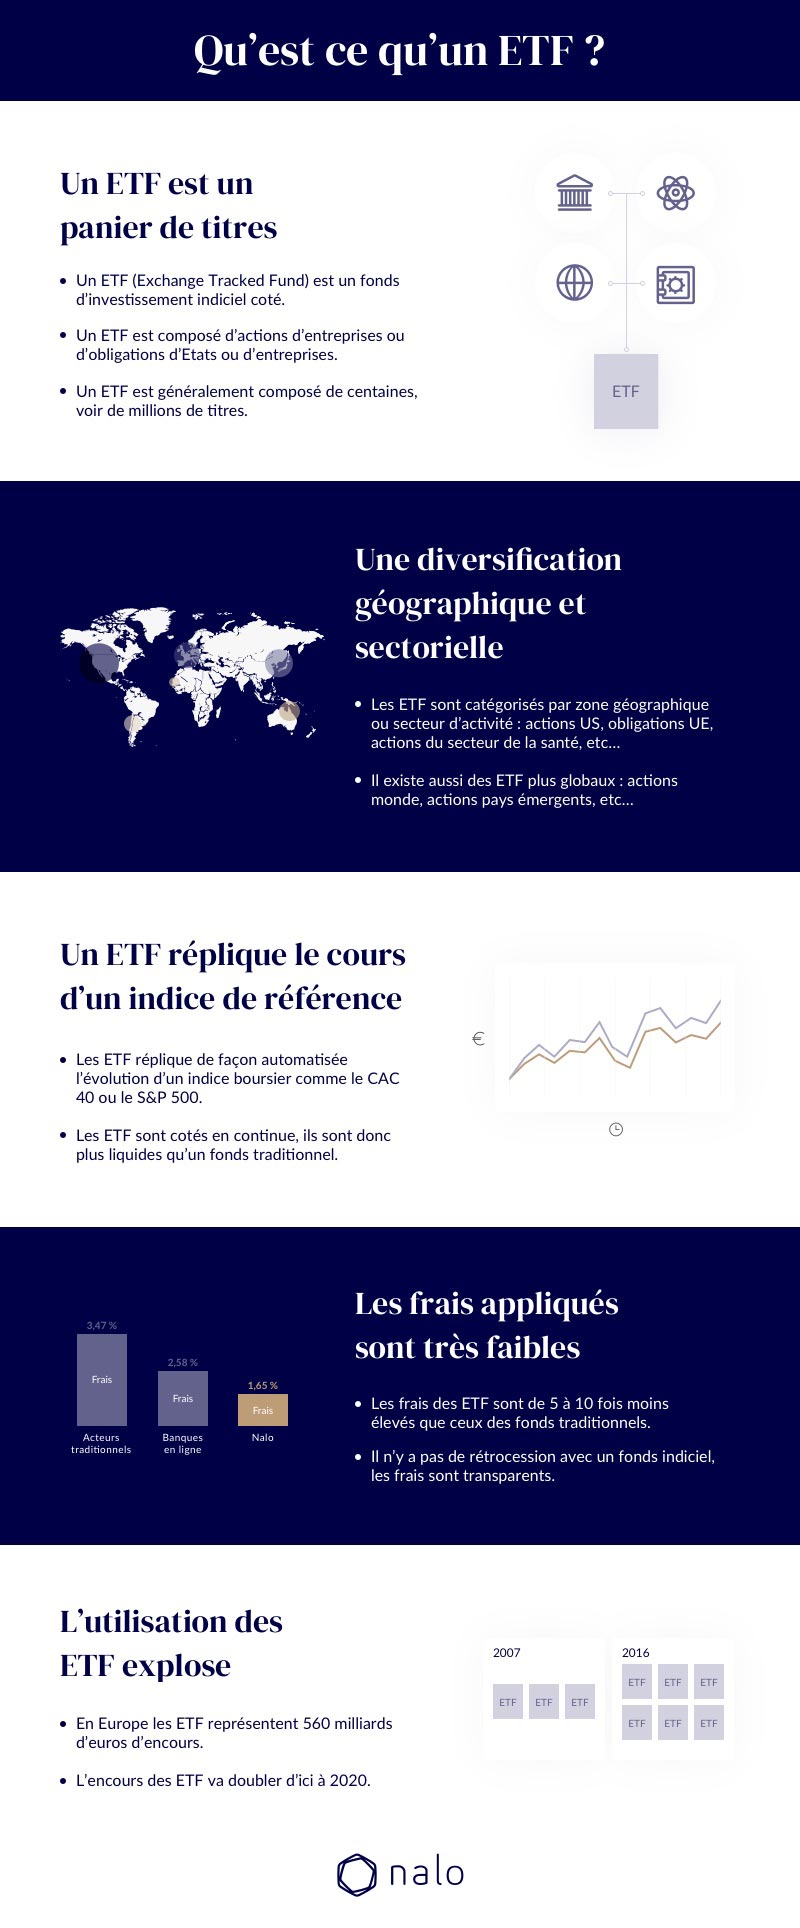 Qu’est ce qu’un ETF ?
Un ETF est un
panier de titres
• Un ETF (Exchange Tracked Fund) est un fonds
d’investissement indiciel coté.
• Un ETF est composé d’actions d’entreprises ou
d’obligations d’Etats ou d’entreprises.
• Un ETF est généralement composé de centaines,
voir de millions de titres.
ETF
Une diversification
géographique et
sectorielle
• Les ETF sont catégorisés par zone géographique
ou secteur d’activité : actions US, obligations UE,
actions du secteur de la santé, etc...
• Il existe aussi des ETF plus globaux : actions
monde, actions pays émergents, etc...
Un ETF réplique le cours
d’un indice de référence
• Les ETF réplique de façon automatisée
l’évolution d’un indice boursier comme le CAC
40 ou le S&P 500.
• Les ETF sont cotés en continue, ils sont donc
plus liquides qu’un fonds traditionnel.
€
Les frais appliqués
sont très faibles
• Les frais des ETF sont de 5 à 10 fois moins
élevés que ceux des fonds traditionnels.
• Il n’y a pas de rétrocession avec un fonds indiciel,
les frais sont transparents.
3,47 %
2,58 %
1,65 %
Frais
Frais
Frais
Acteurs
traditionnels
Banques
en ligne
Nalo
L’utilisation des
ETF explose
• En Europe les ETF représentent 560 milliards
d’euros d’encours.
• L’encours des ETF va doubler d’ici à 2020.
2007
ETF ETF ETF
2016
ETF ETF ETF
ETF ETF ETF
nalo